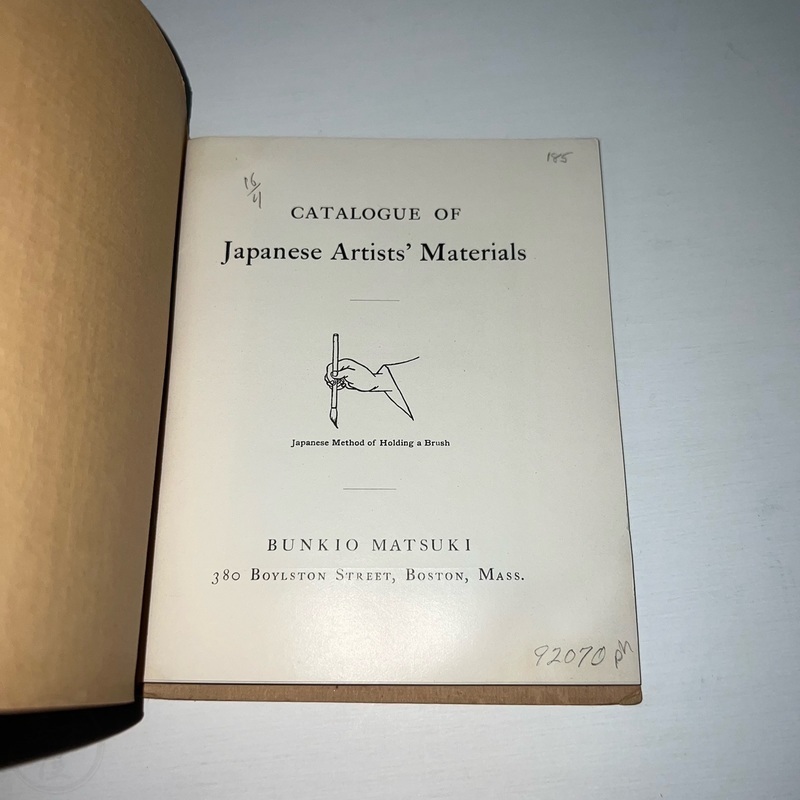 185
16/11
CATALOGUE OF
Japanese Artists' Materials
Japanese Method of Holding a Brush
BUNKIO MATSUKI
380 BOYLSTON STREET, BOSTON, MASS.
92070 ph